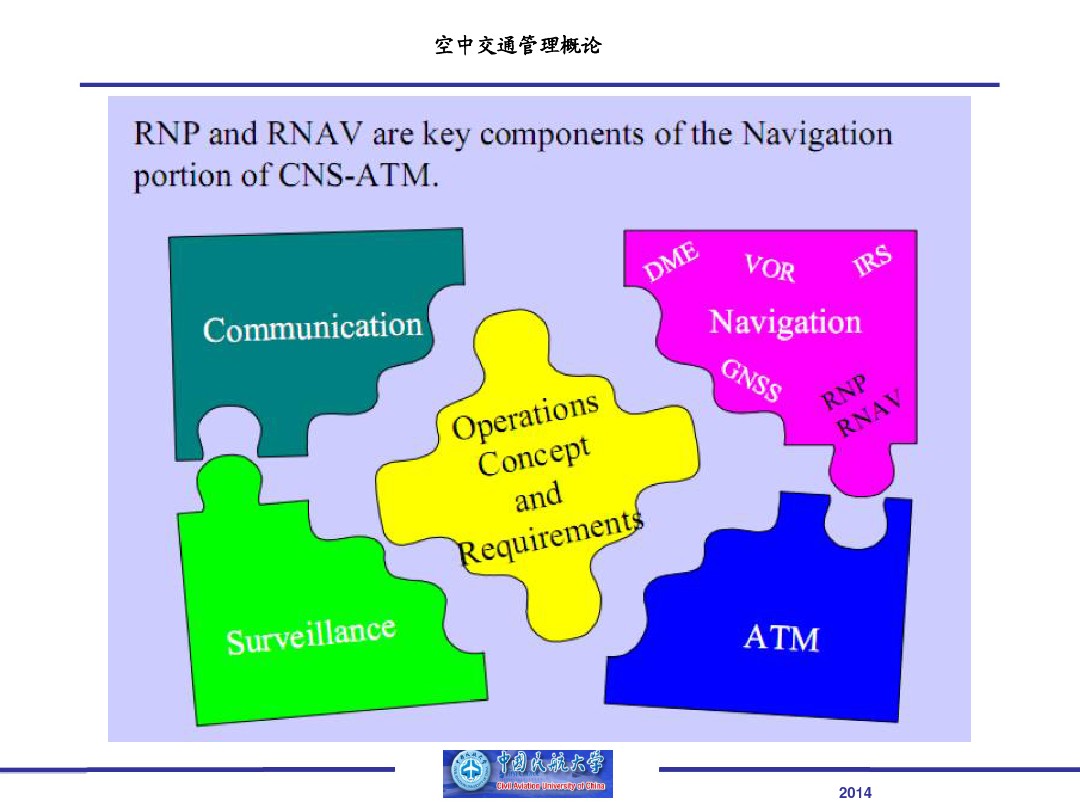 空中交通管理概论
RNP and RNAV are key components of the Navigation
portion of CNS-ATM.
Communication
DME
VOR
IRS
Navigation
GNSS
RNP
RNAV
Operations
Concept
and
Requirements
Surveillance
ATM
中国民航大学
Civil Aviation University of China
2014